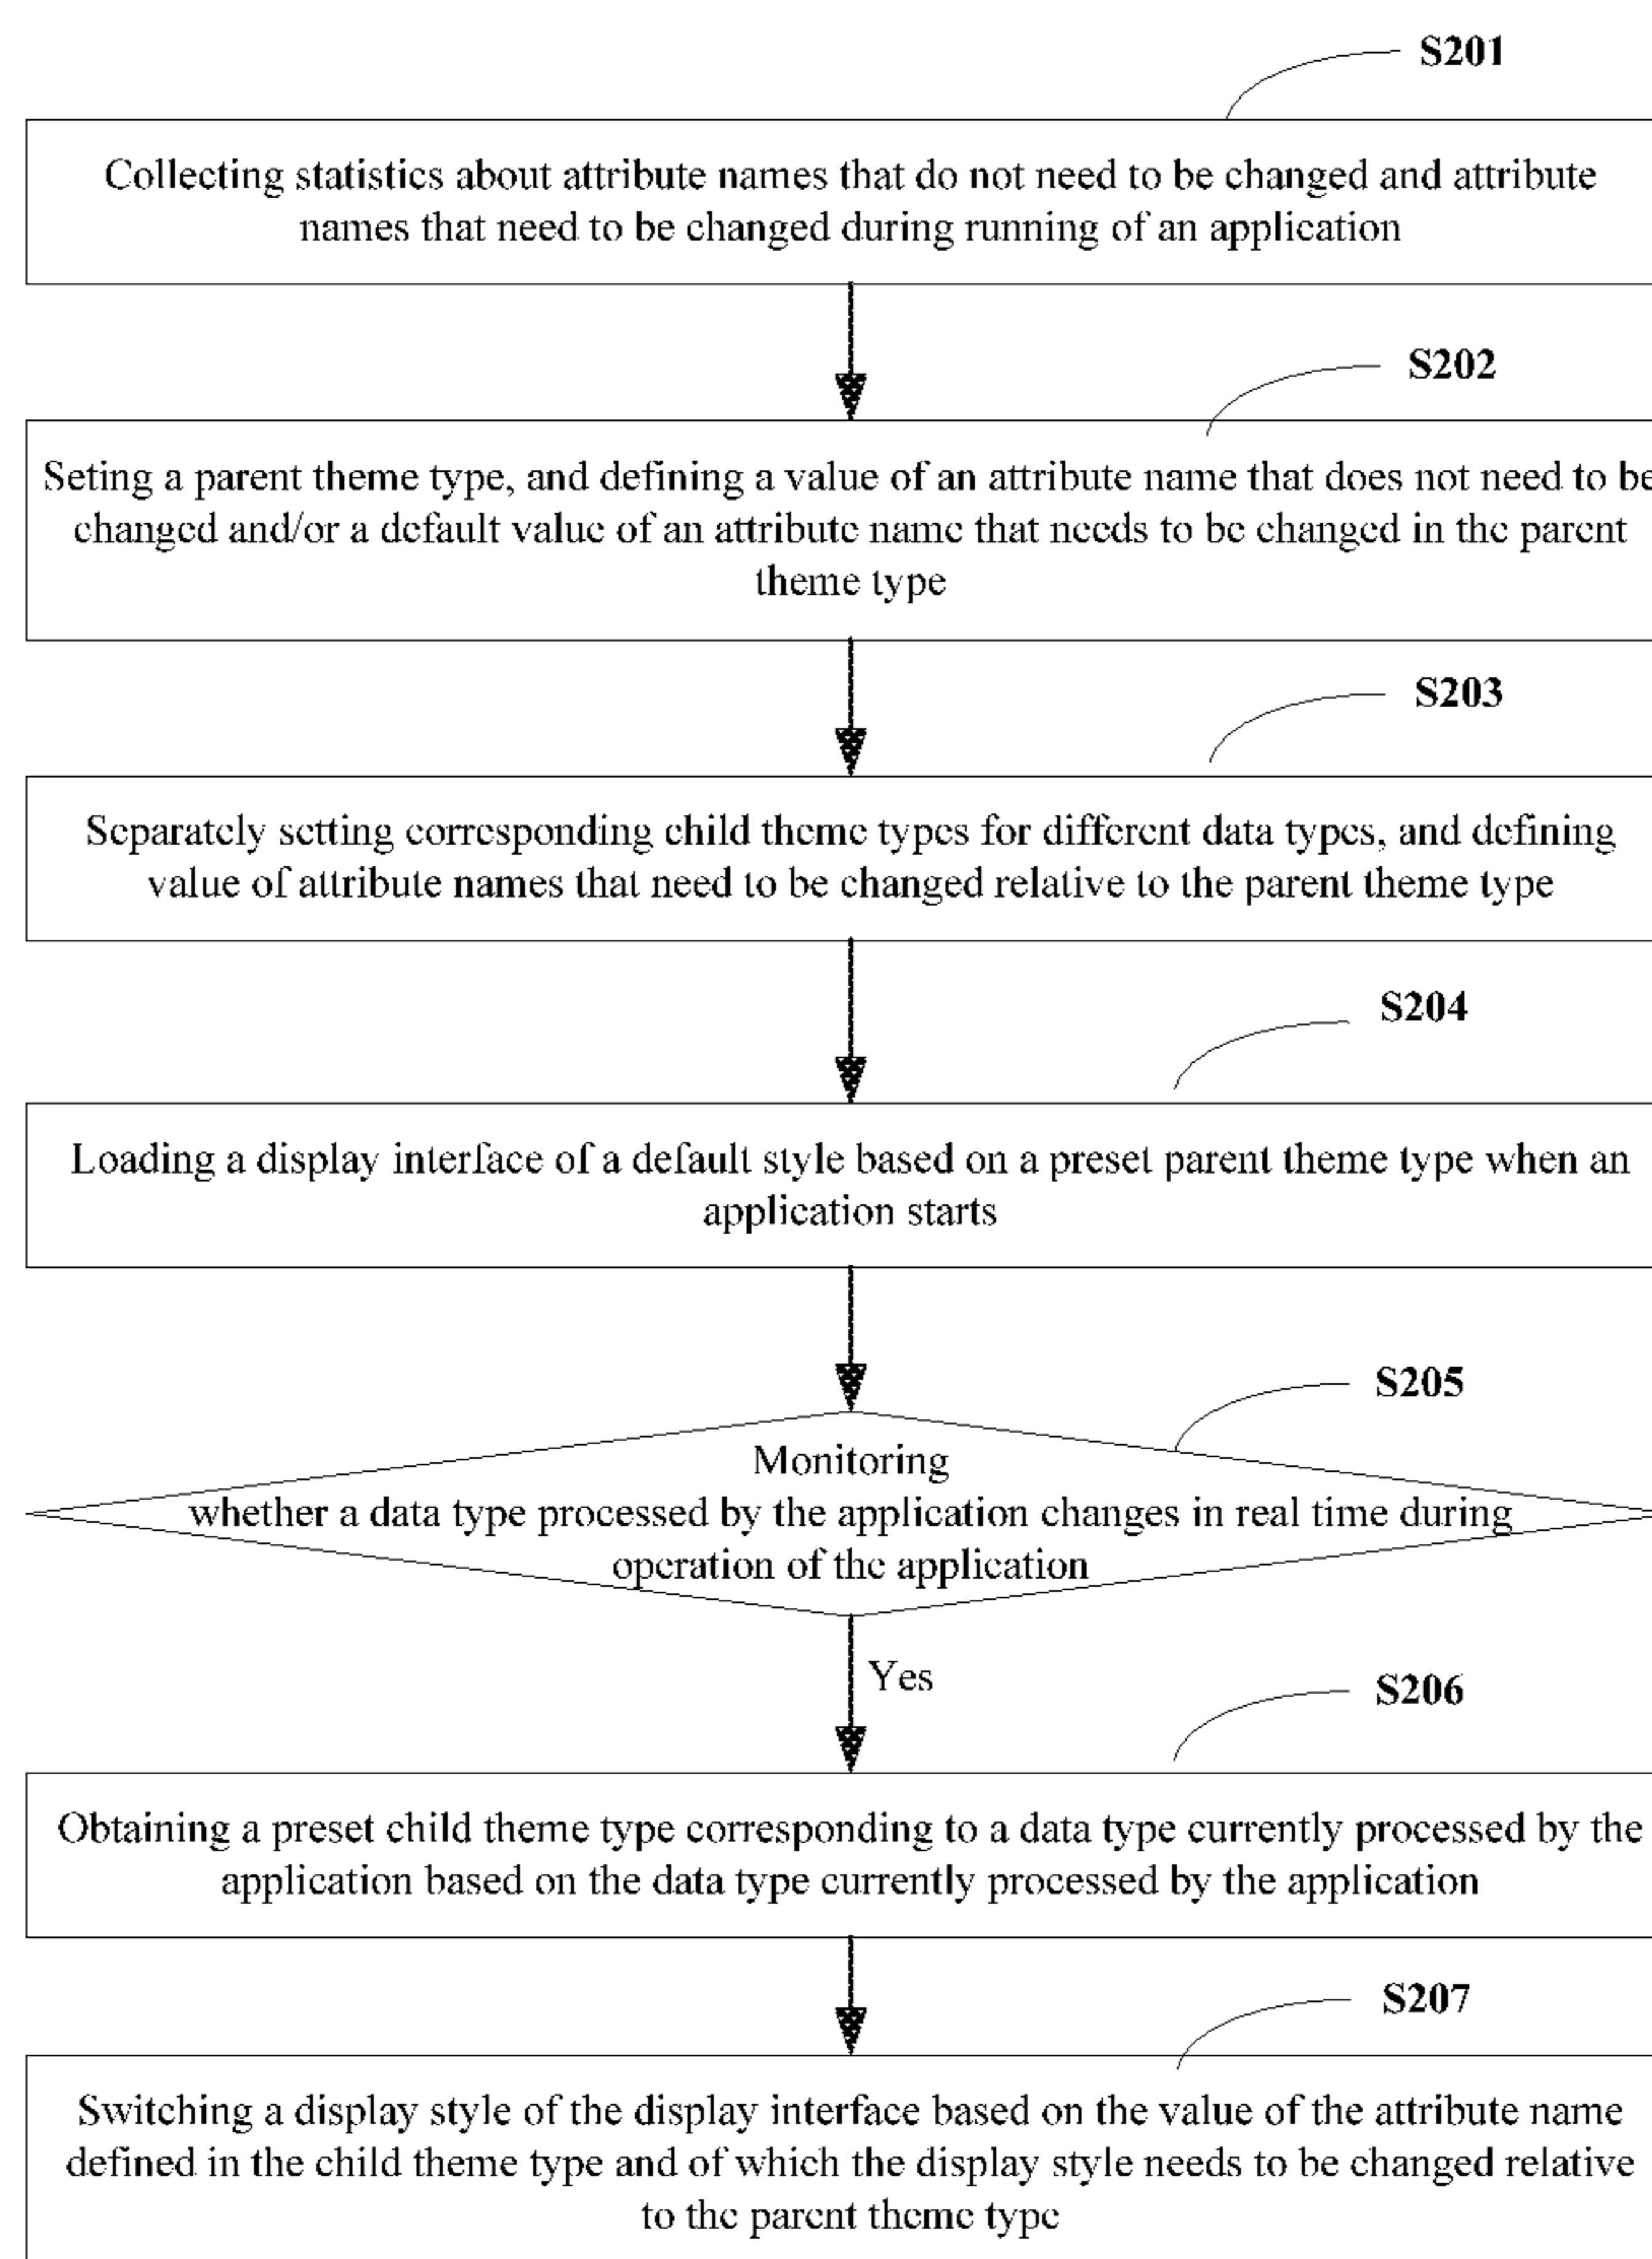 S201
Collecting statistics about attribute names that do not need to be changed and attribute
names that need to be changed during running of an application
S202
Seting a parent theme type, and defining a value of an attribute name that does not need to be
changed and/or a default value of an attribute name that needs to be changed in the parent
theme type
S203
Separately setting corresponding child theme types for different data types, and defining
value of attribute names that need to be changed relative to the parent theme type
S204
Loading a display interface of a default style based on a preset parent theme type when an
application starts
S205
Monitoring
whether a data type processed by the application changes in real time during
operation of the application
Yes
S206
Obtaining a preset child theme type corresponding to a data type currently processed by the
application based on the data type currently processed by the application
S207
Switching a display style of the display interface based on the value of the attribute name
defined in the child theme type and of which the display style needs to be changed relative
to the parent theme type